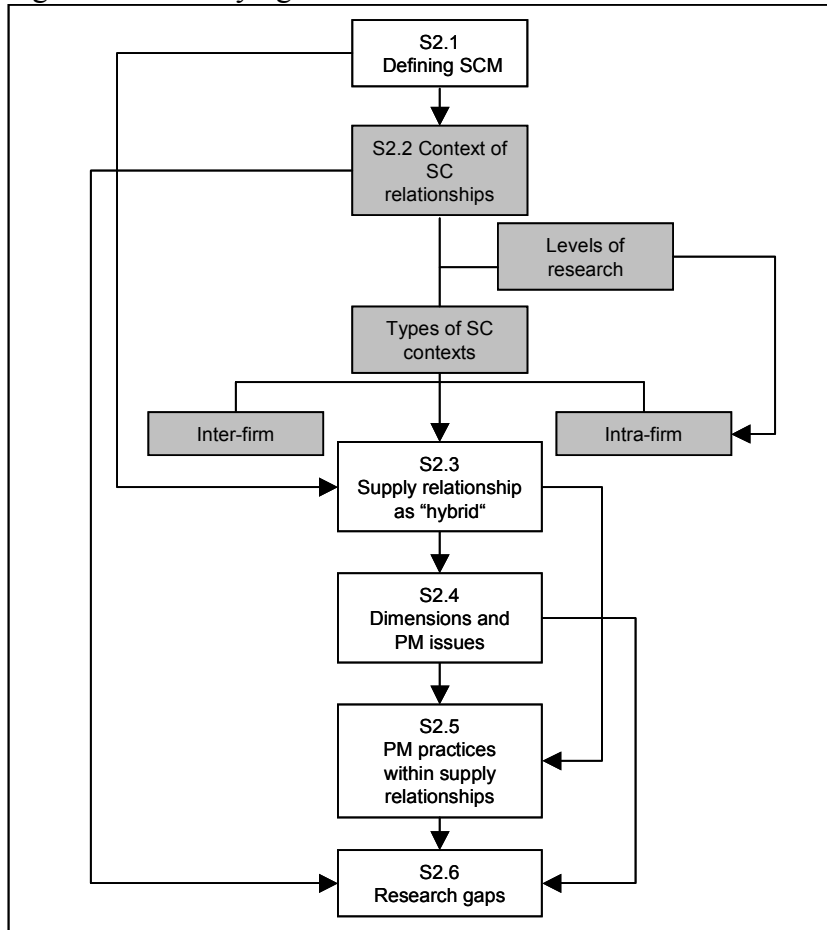 S2.1
Defining SCM
S2.2 Context of
SC
relationships
Levels of
research
Types of SC
contexts
Inter-firm
Intra-firm
S2.3
Supply relationship
as "hybrid"
S2.4
Dimensions and
PM issues
S2.5
PM practices
within supply
relationships
S2.6
Research gaps